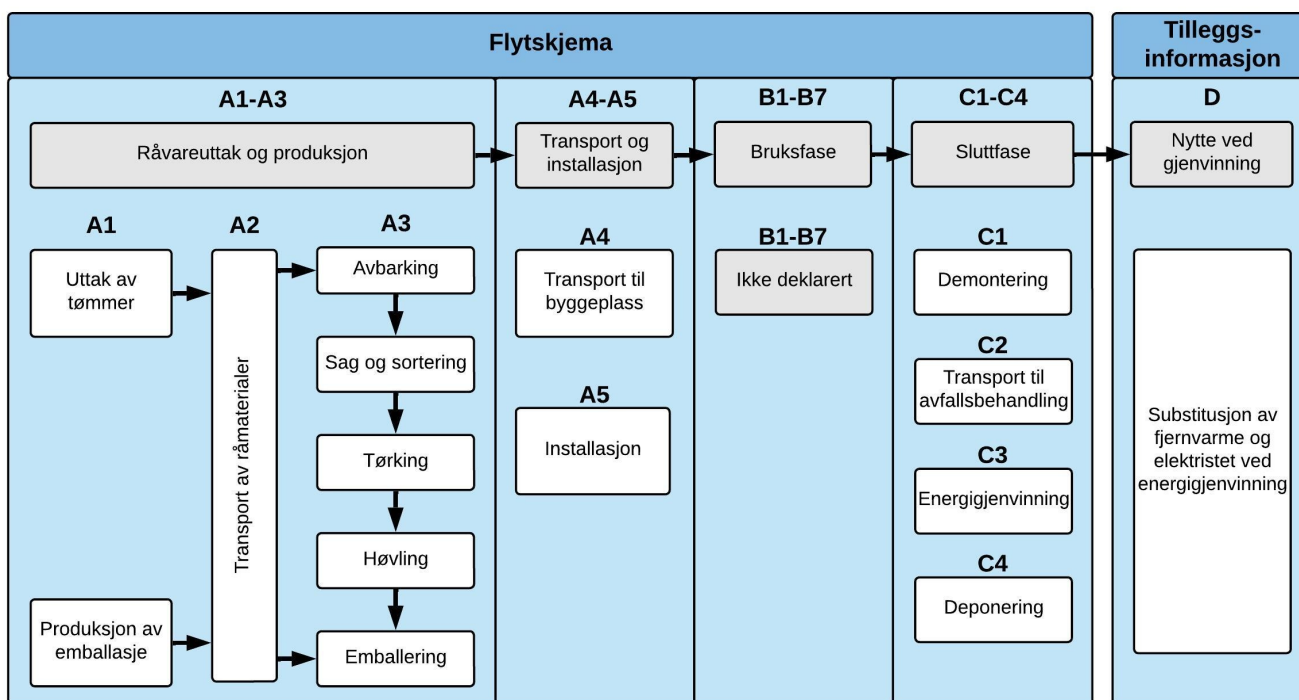 Flytskjema
Tilleggs-
informasjon
A1-A3
A4-A5
B1-B7
C1-C4
D
Råvareuttak og produksjon
Transport og
installasjon
Bruksfase
Sluttfase
Nytte ved
gjenvinning
A1
A2
A3
Uttak av
tømmer
Produksjon av
emballasje
Transport av råmaterialer
Avbarking
Sag og sortering
Tørking
Høvling
Emballering
A4
Transport til
byggeplass
A5
Installasjon
B1-B7
Ikke deklarert
C1
Demontering
C2
Transport til
avfallsbehandling
C3
Energigjenvinning
C4
Deponering
Substitusjon av
fjernvarme og
elektristet ved
energigjenvinning